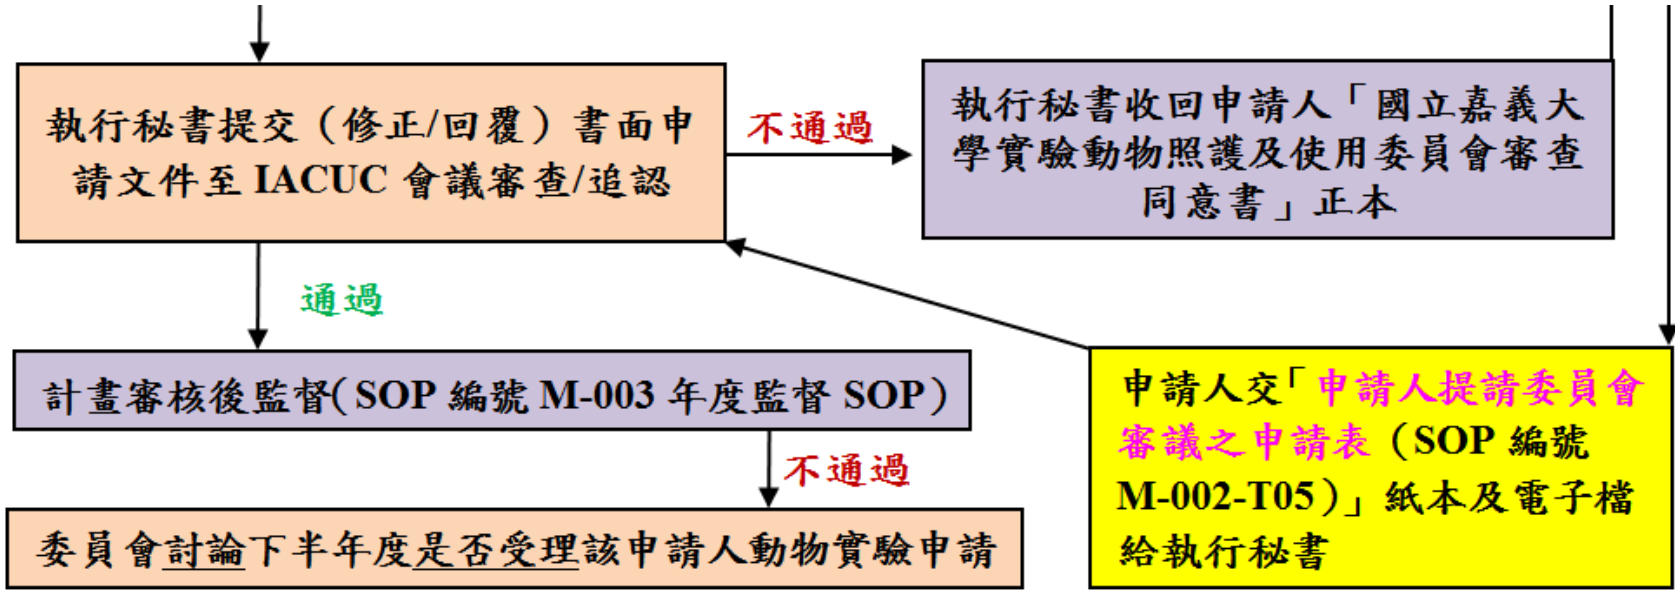 執行秘書提交（修正/回覆）書面申
請文件至 IACUC 會議審查/追認
不通過
執行秘書收回申請人「國立嘉義大
學實驗動物照護及使用委員會審查
同意書」正本
通過
計畫審核後監督(SOP 編號 M-003 年度監督 SOP）
不通過
委員會討論下半年度是否受理該申請人動物實驗申請
申請人交「申請人提請委員會
審議之申請表（SOP 編號
M-002-T05）」紙本及電子檔
給執行秘書